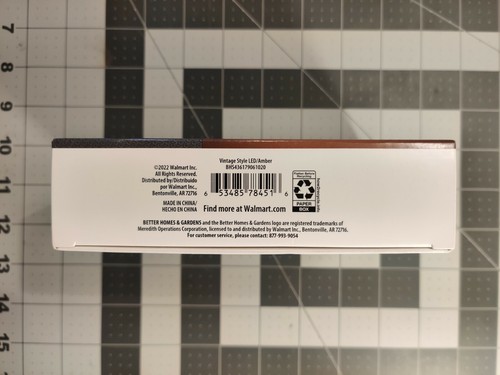 7
8
9
10
11
12
13
14
15
©2022 Walmart Inc.
All Rights Reserved.
Distributed by/Distribuido
por Walmart Inc.,
Bentonville, AR 72716
MADE IN CHINA/
HECHO EN CHINA
Vintage Style LED/Amber
BH5436179061020
6 53485 78451 6
Find more at Walmart.com
PAPER
BOX
BETTER HOMES & GARDENS and the Better Homes & Gardens logo are registered trademarks of
Meredith Operations Corporation, licensed to and distributed by Walmart Inc., Bentonville, AR 72716.
For customer service, please contact: 877-993-9054